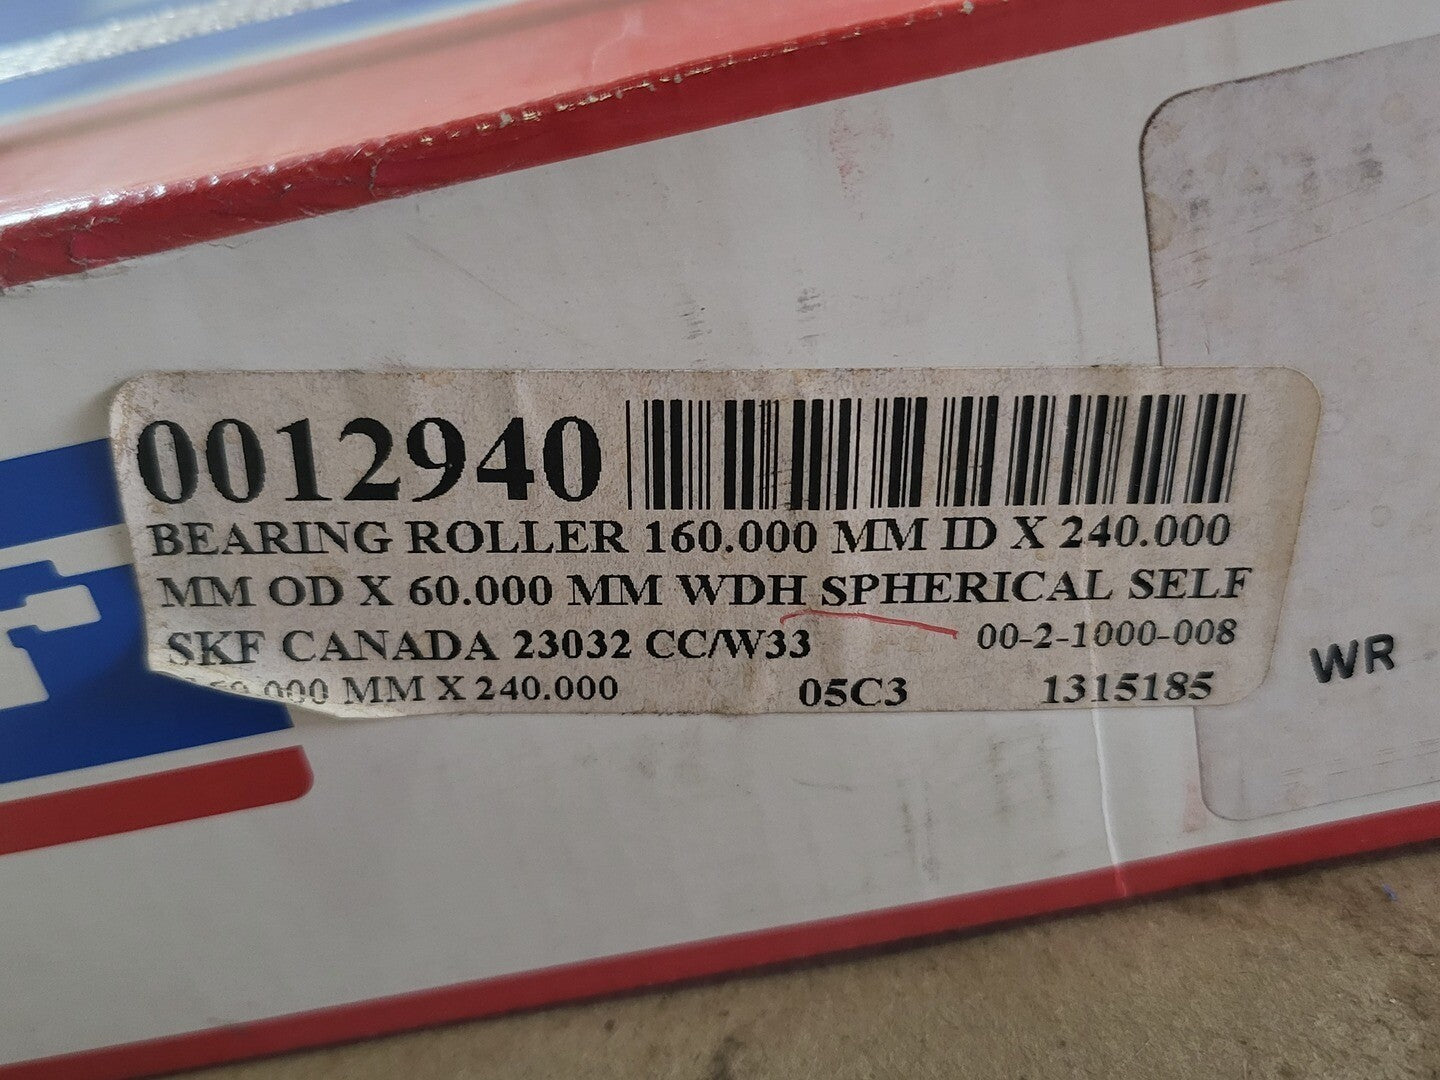 0012940
BEARING ROLLER 160.000 MM ID X 240.000
MM OD X 60.000 MM WDH SPHERICAL SELF
SKF CANADA 23032 CC/W33 00-2-1000-008
000 MM X 240.000 05C3 1315185
WR